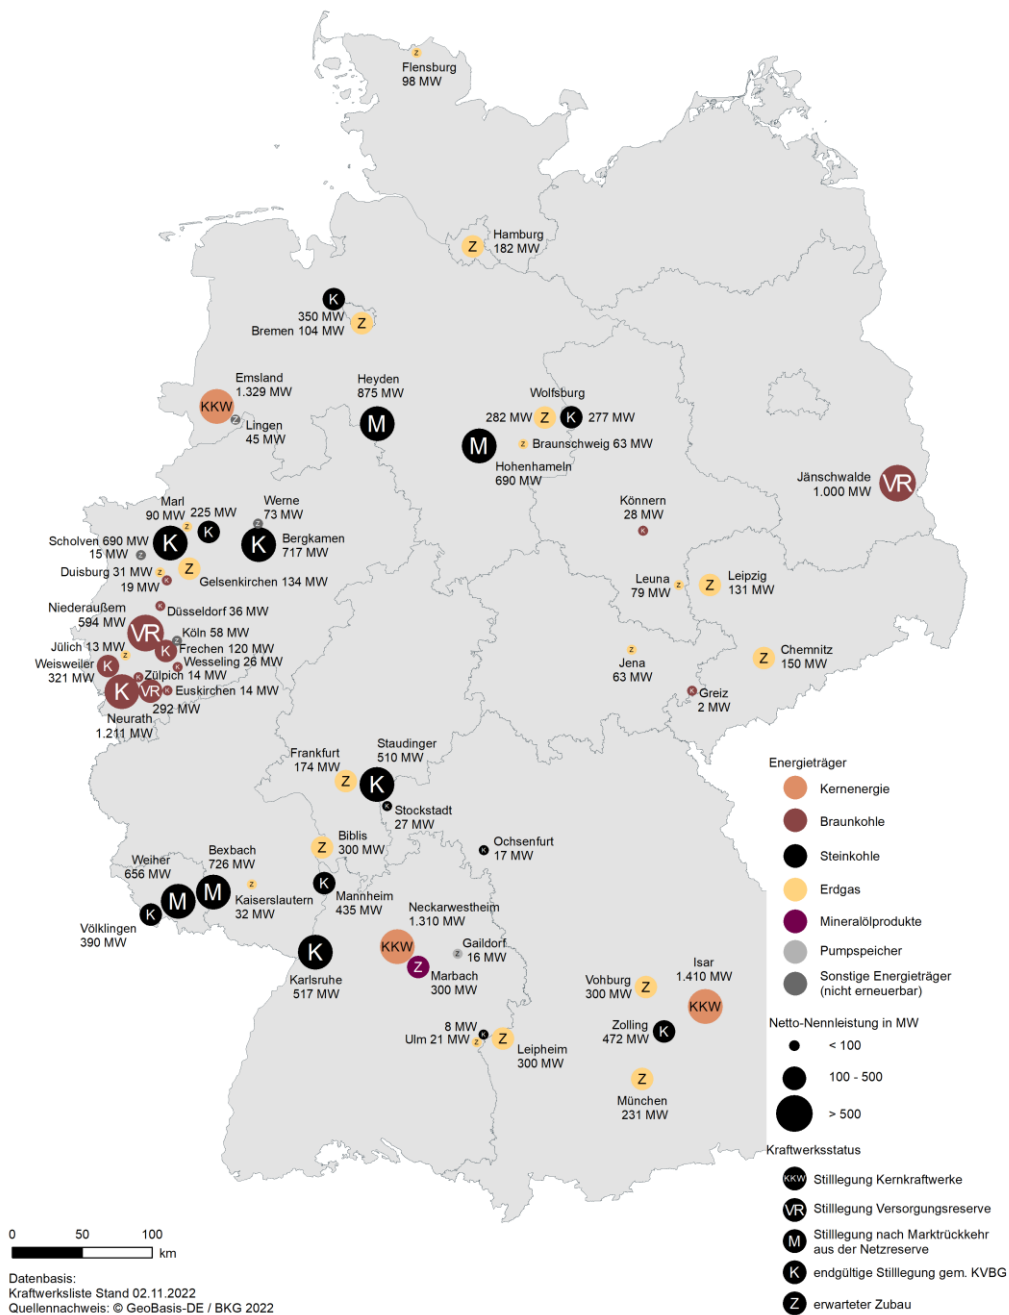 Z
Flensburg
98 MW
Z
Hamburg
182 MW
K
350 MW
Bremen 104 MW
Z
Emsland
1.329 MW
KKW
Z
Lingen
45 MW
Heyden
875 MW
M
Wolfsburg
282 MW
Z
K
277 MW
Z
Braunschweig 63 MW
M
Hohenhameln
690 MW
Jänschwalde
1.000 MW
VR
Könnern
28 MW
K
Marl
90 MW
Z
225 MW
K
Werne
73 MW
Z
Scholven 690 MW
K
K
Bergkamen
717 MW
15 MW
Z
Duisburg 31 MW
Z
Z
Gelsenkirchen 134 MW
19 MW
K
K
Düsseldorf 36 MW
Niederaußem
594 MW
VR
Z
Köln 58 MW
K
Frechen 120 MW
Jülich 13 MW
Z
K
Wesseling 26 MW
Weisweiler
321 MW
K
K
Zülpich 14 MW
K
VR
K
Euskirchen 14 MW
292 MW
Neurath
1.211 MW
Leuna
79 MW
Z
Z
Leipzig
131 MW
Z
Jena
63 MW
Z
Chemnitz
150 MW
K
Greiz
2 MW
Frankfurt
174 MW
Z
Staudinger
510 MW
K
K
Stockstadt
27 MW
Biblis
300 MW
Z
K
Ochsenfurt
17 MW
Weiher
656 MW
M
Bexbach
726 MW
M
Z
Kaiserslautern
32 MW
K
Mannheim
435 MW
K
Völklingen
390 MW
K
Karlsruhe
517 MW
Neckarwestheim
1.310 MW
KKW
Z
Marbach
300 MW
Z
Gaildorf
16 MW
Isar
1.410 MW
KKW
Vohburg
300 MW
Z
Zolling
472 MW
K
8 MW
K
Ulm 21 MW
Z
Z
Leipheim
300 MW
Z
München
231 MW
Energieträger
Kernenergie
Braunkohle
Steinkohle
Erdgas
Mineralölprodukte
Pumpspeicher
Sonstige Energieträger
(nicht erneuerbar)
Netto-Nennleistung in MW
< 100
100 - 500
> 500
Kraftwerksstatus
KKW Stilllegung Kernkraftwerke
VR Stilllegung Versorgungsreserve
M Stilllegung nach Marktrückkehr
aus der Netzreserve
K endgültige Stilllegung gem. KVBG
Z erwarteter Zubau
0 100
km
Datenbasis:
Kraftwerksliste Stand 02.11.2022
Quellennachweis: © GeoBasis-DE / BKG 2022